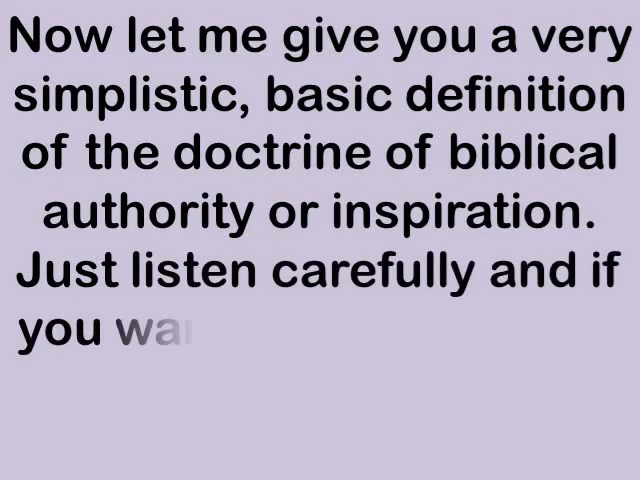 Now let me give you a very
simplistic, basic definition
of the doctrine of biblical
authority or inspiration.
Just listen carefully and if
you